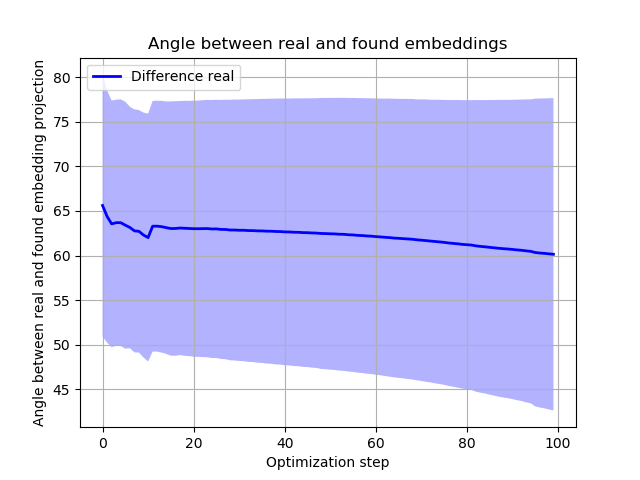 Angle between real and found embeddings
Difference real
Angle between real and found embedding projection
80
75
70
65
60
55
50
45
0 20 40 60 80 100
Optimization step